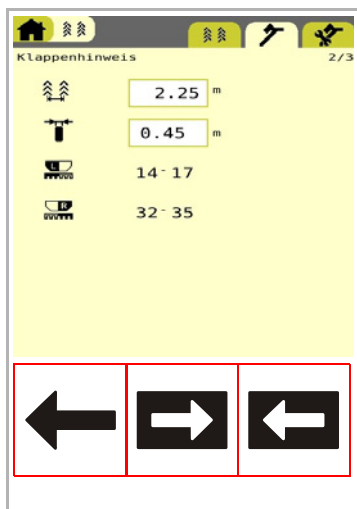 Klappenhinweis 2/3
2.25 m
0.45 m
L 14-17
R 32-35